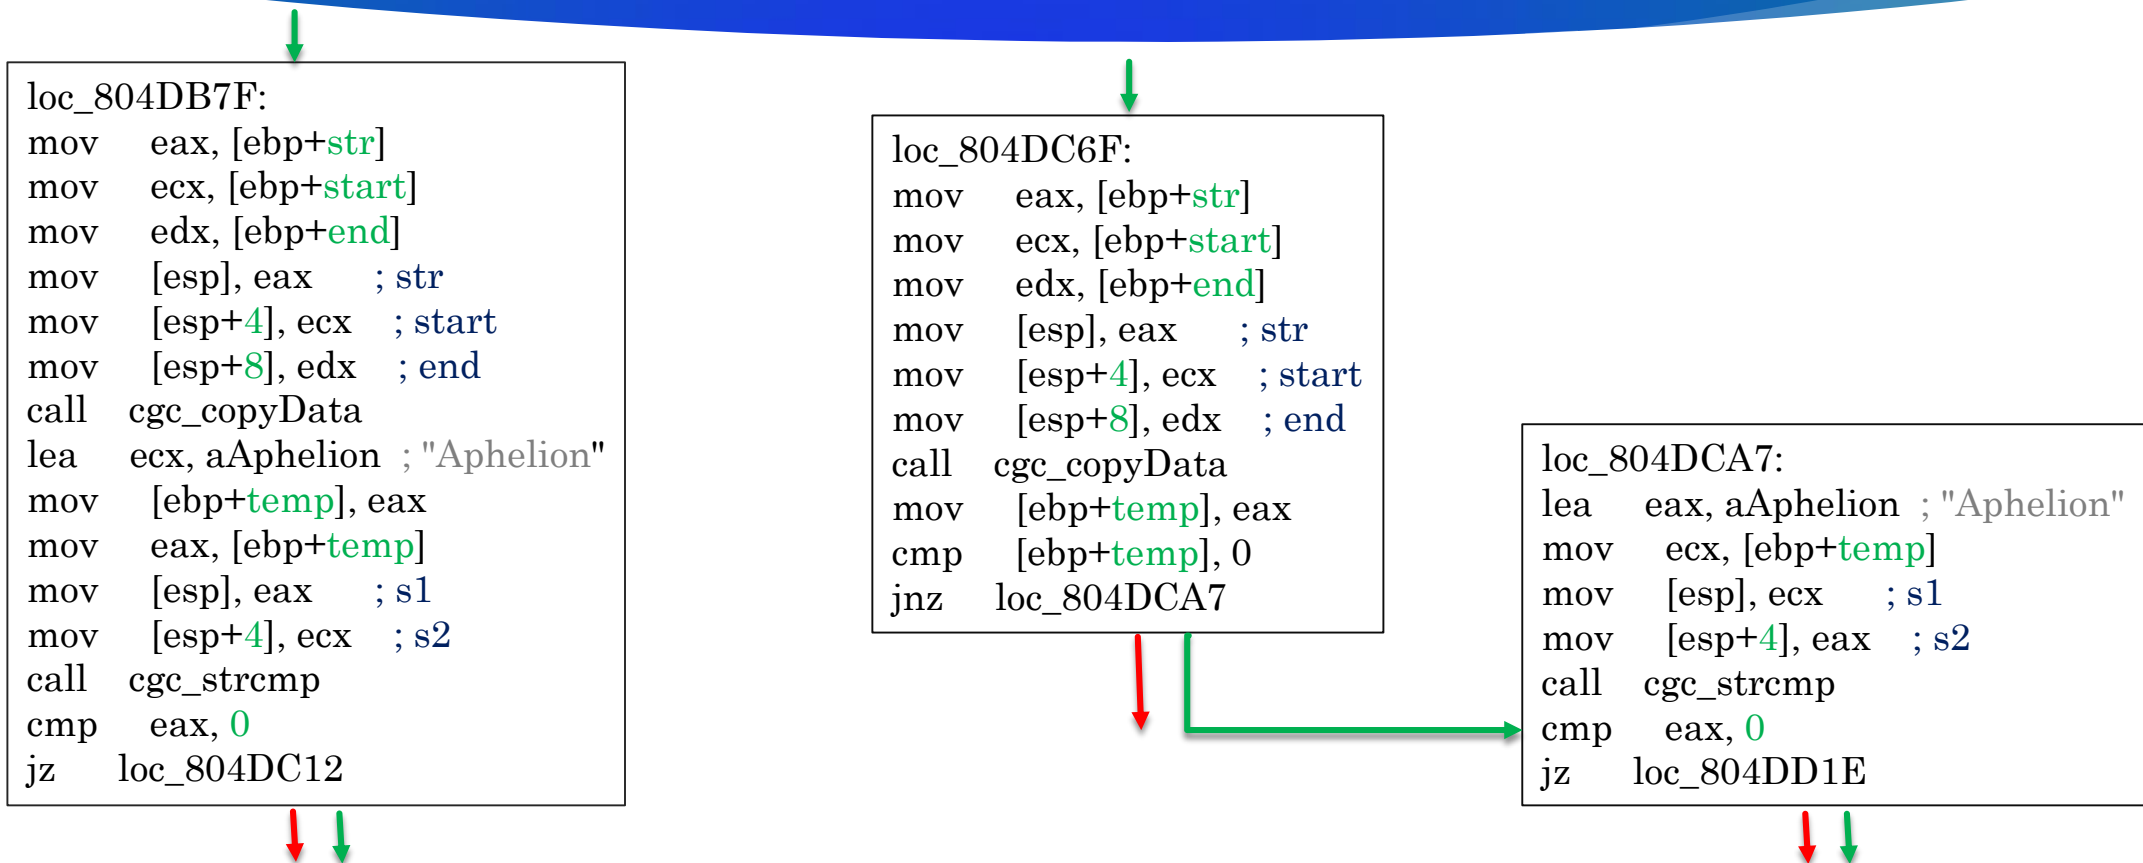 loc_804DB7F:
mov eax, [ebp+str]
mov ecx, [ebp+start]
mov edx, [ebp+end]
mov [esp], eax ; str
mov [esp+4], ecx ; start
mov [esp+8], edx ; end
call cgc_copyData
lea ecx, aAphelion ; "Aphelion"
mov [ebp+temp], eax
mov eax, [ebp+temp]
mov [esp], eax ; s1
mov [esp+4], ecx ; s2
call cgc_strcmp
cmp eax, 0
jz loc_804DC12
loc_804DC6F:
mov eax, [ebp+str]
mov ecx, [ebp+start]
mov edx, [ebp+end]
mov [esp], eax ; str
mov [esp+4], ecx ; start
mov [esp+8], edx ; end
call cgc_copyData
mov [ebp+temp], eax
cmp [ebp+temp], 0
jnz loc_804DCA7
loc_804DCA7:
lea eax, aAphelion ; "Aphelion"
mov ecx, [ebp+temp]
mov [esp], ecx ; s1
mov [esp+4], eax ; s2
call cgc_strcmp
cmp eax, 0
jz loc_804DD1E